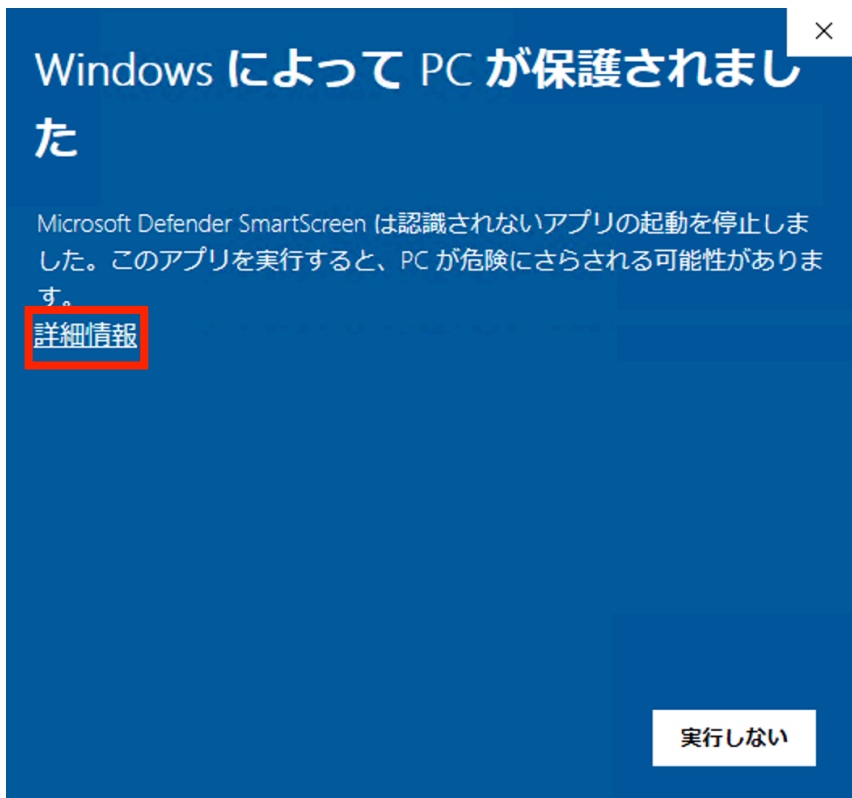 Windows によって PC が保護されまし
た
Microsoft Defender SmartScreen は認識されないアプリの起動を停止しま
した。このアプリを実行すると、PC が危険にさらされる可能性がありま
す。
詳細情報
実行しない